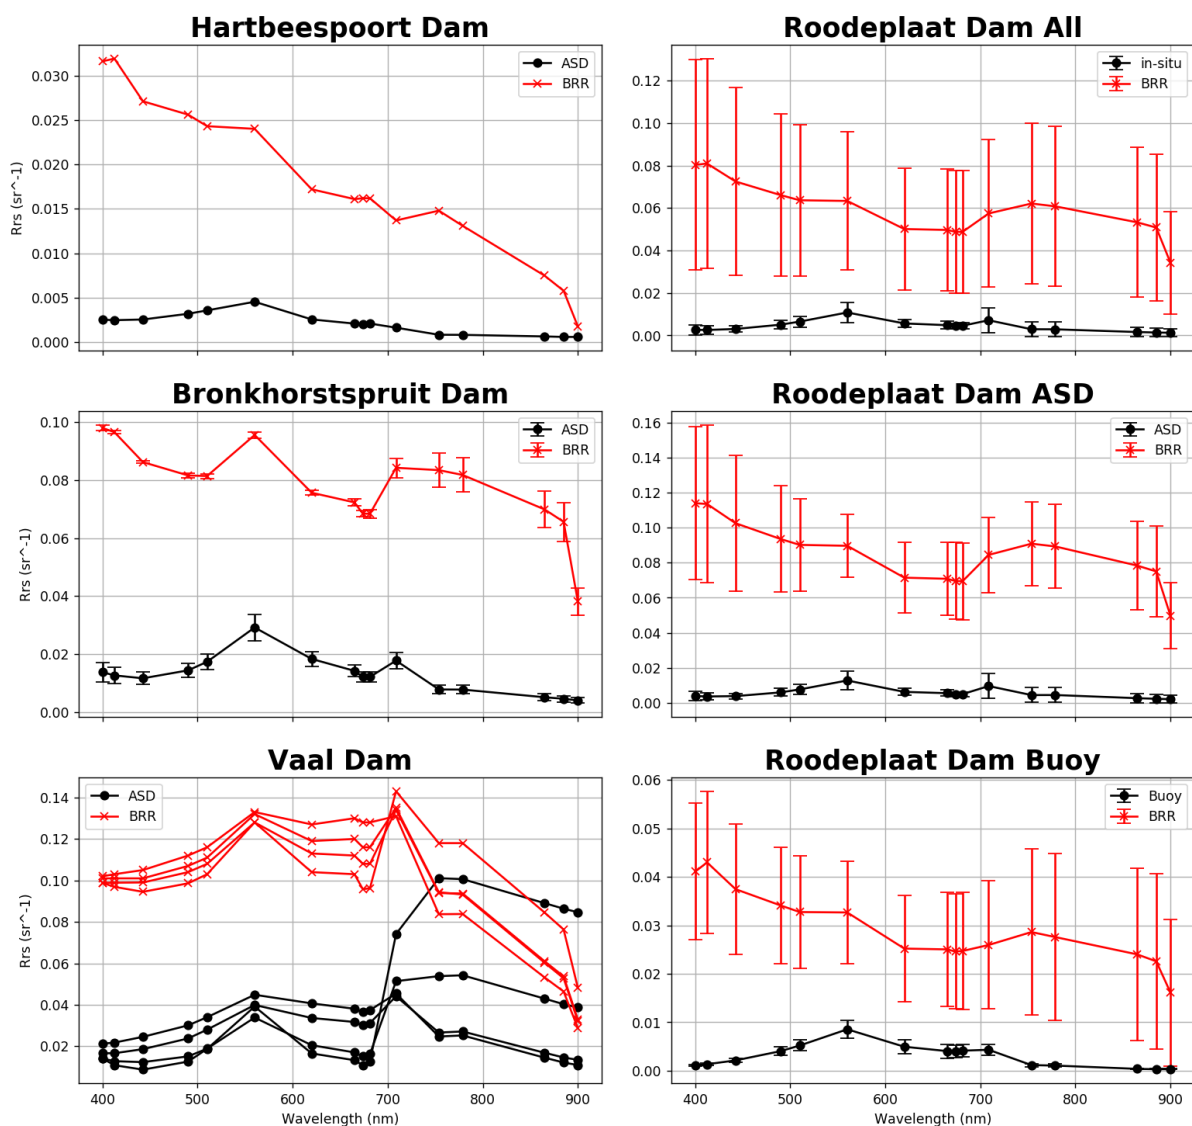 Hartbeespoort Dam
Rrs (sr^-1)
0.030
0.025
0.020
0.015
0.010
0.005
0.000
ASD
BRR
Roodeplaat Dam All
0.12
0.10
0.08
0.06
0.04
0.02
0.00
in-situ
BRR
Bronkhorstspruit Dam
Rrs (sr^-1)
0.10
0.08
0.06
0.04
0.02
0.00
ASD
BRR
Roodeplaat Dam ASD
0.16
0.14
0.12
0.10
0.08
0.06
0.04
0.02
0.00
ASD
BRR
Vaal Dam
Rrs (sr^-1)
0.14
0.12
0.10
0.08
0.06
0.04
0.02
ASD
BRR
400 500 600 700 800 900
Wavelength (nm)
Roodeplaat Dam Buoy
0.06
0.05
0.04
0.03
0.02
0.01
0.00
Buoy
BRR
400 500 600 700 800 900
Wavelength (nm)